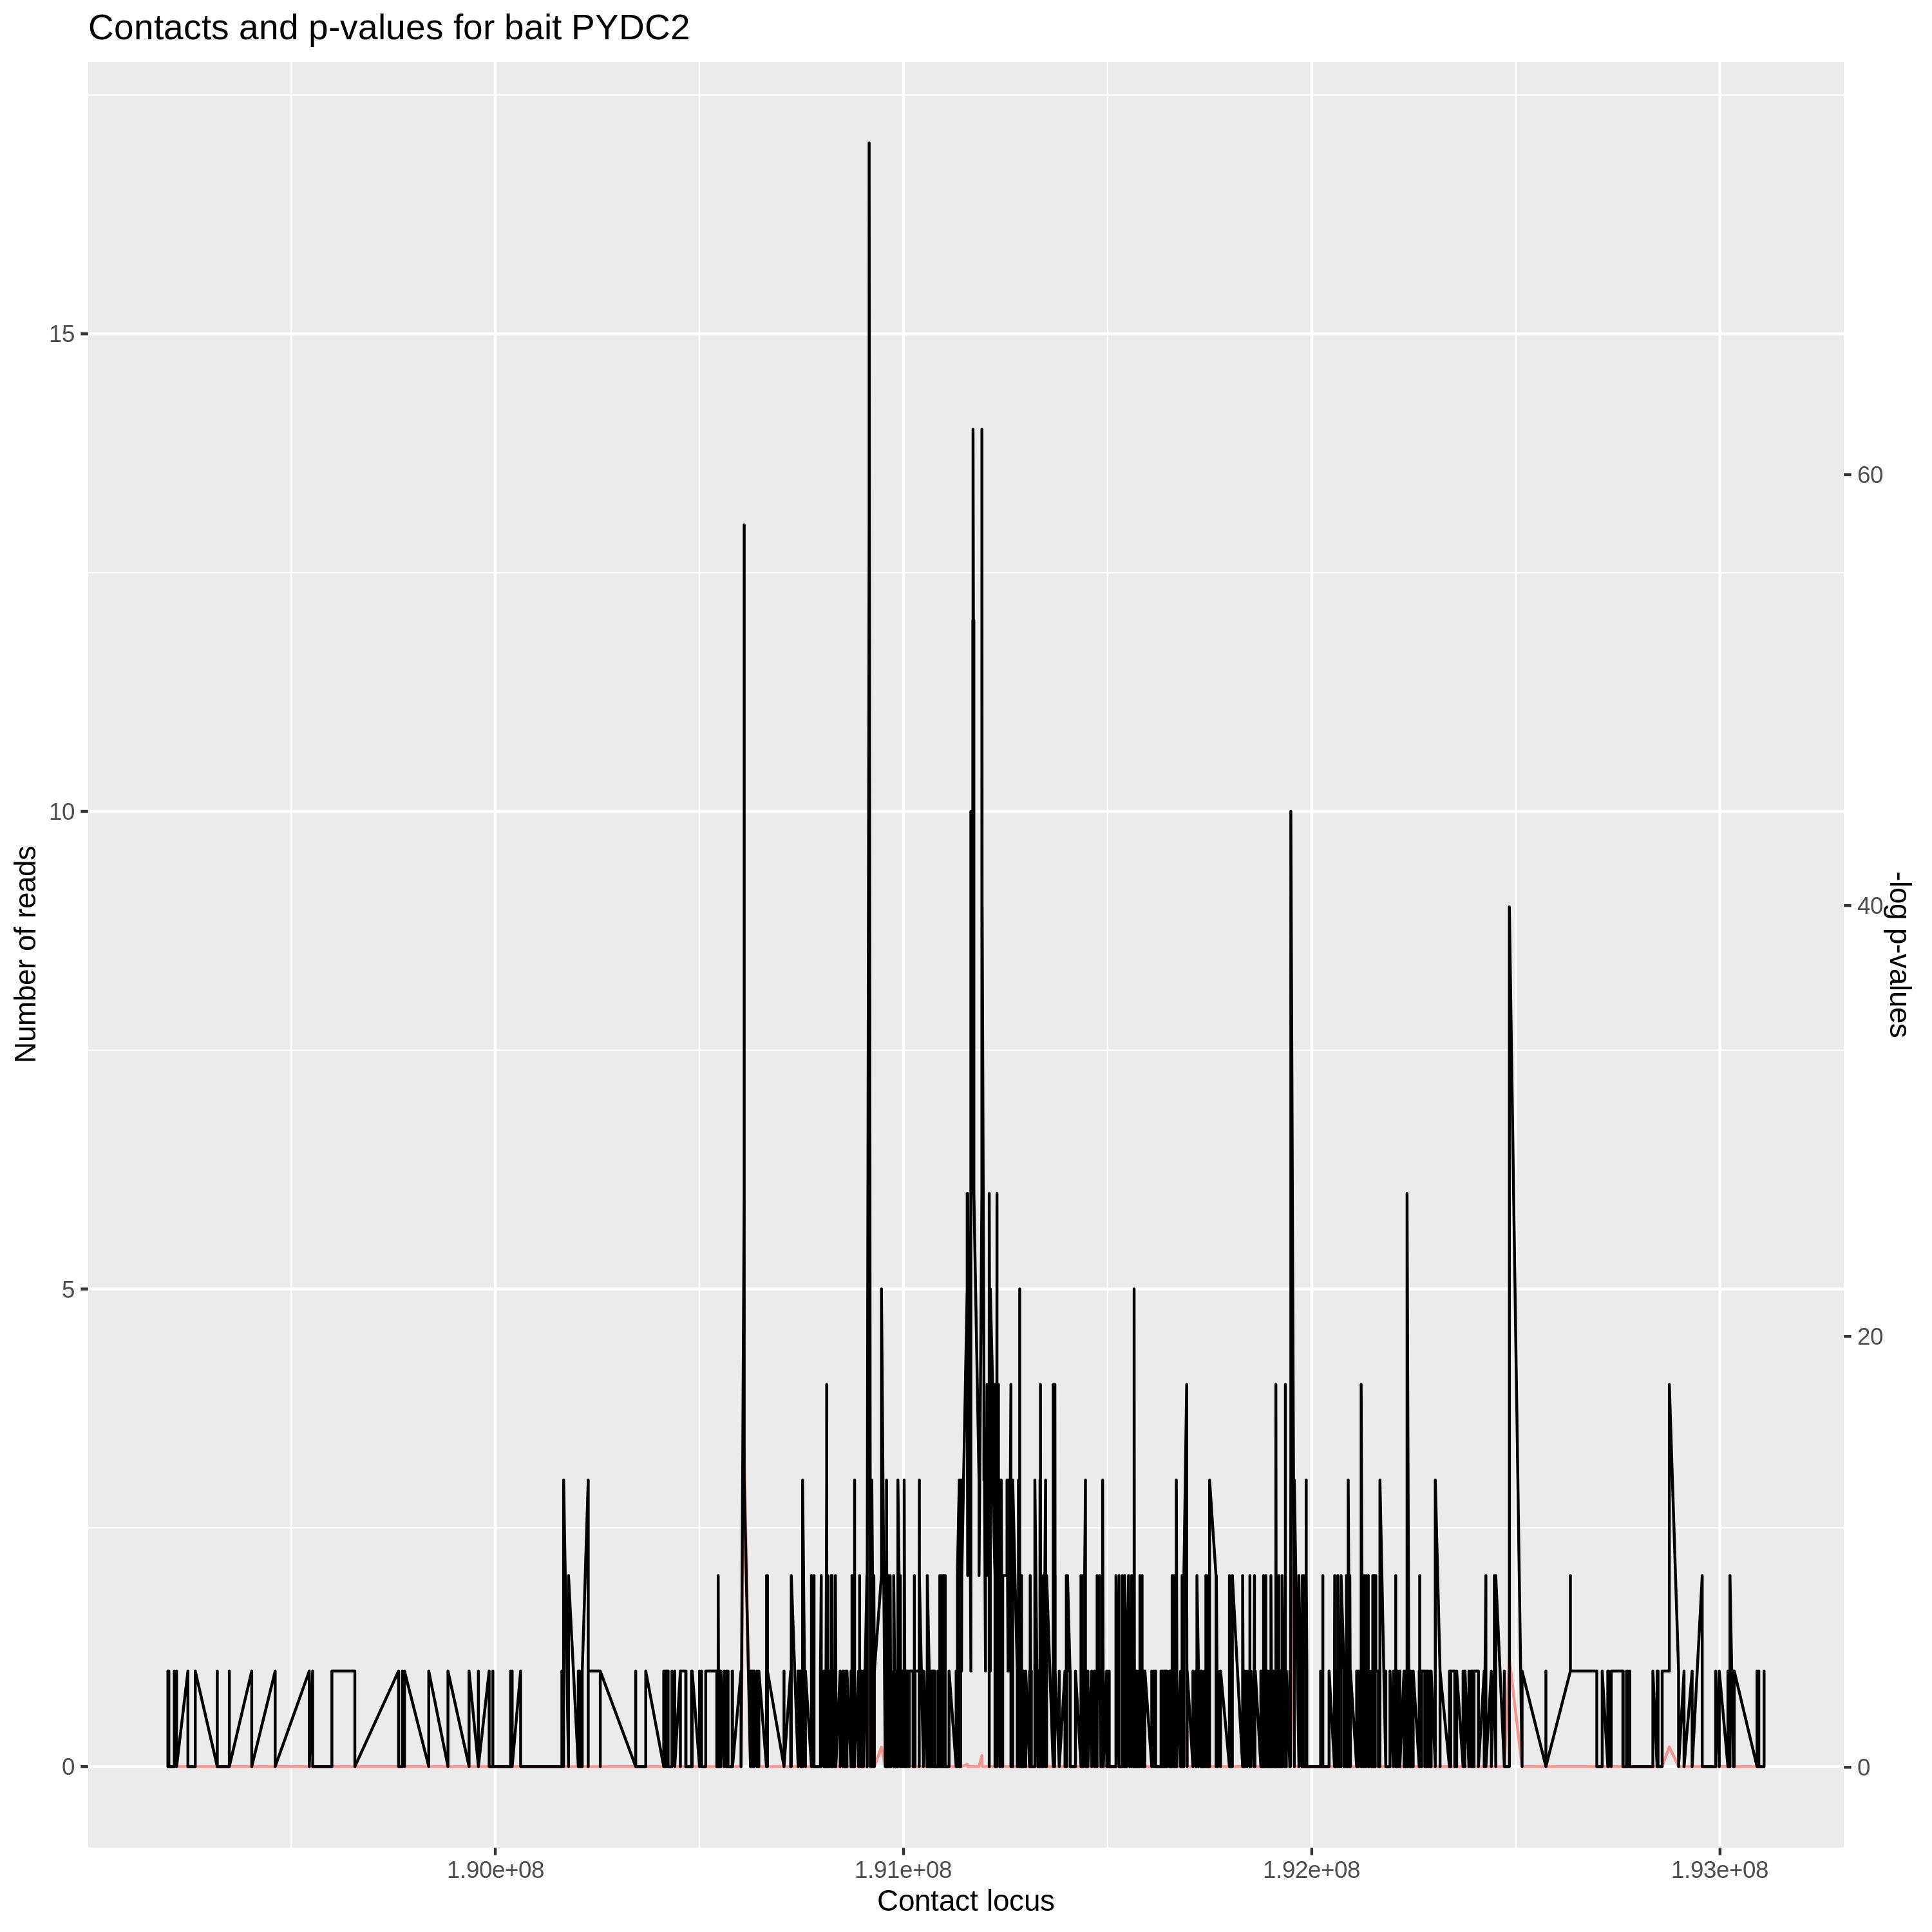 Contacts and p-values for bait PYDC2
15
10
5
0
Number of reads
60
40
20
0
-log p-values
1.90e+08
1.91e+08
1.92e+08
1.93e+08
Contact locus